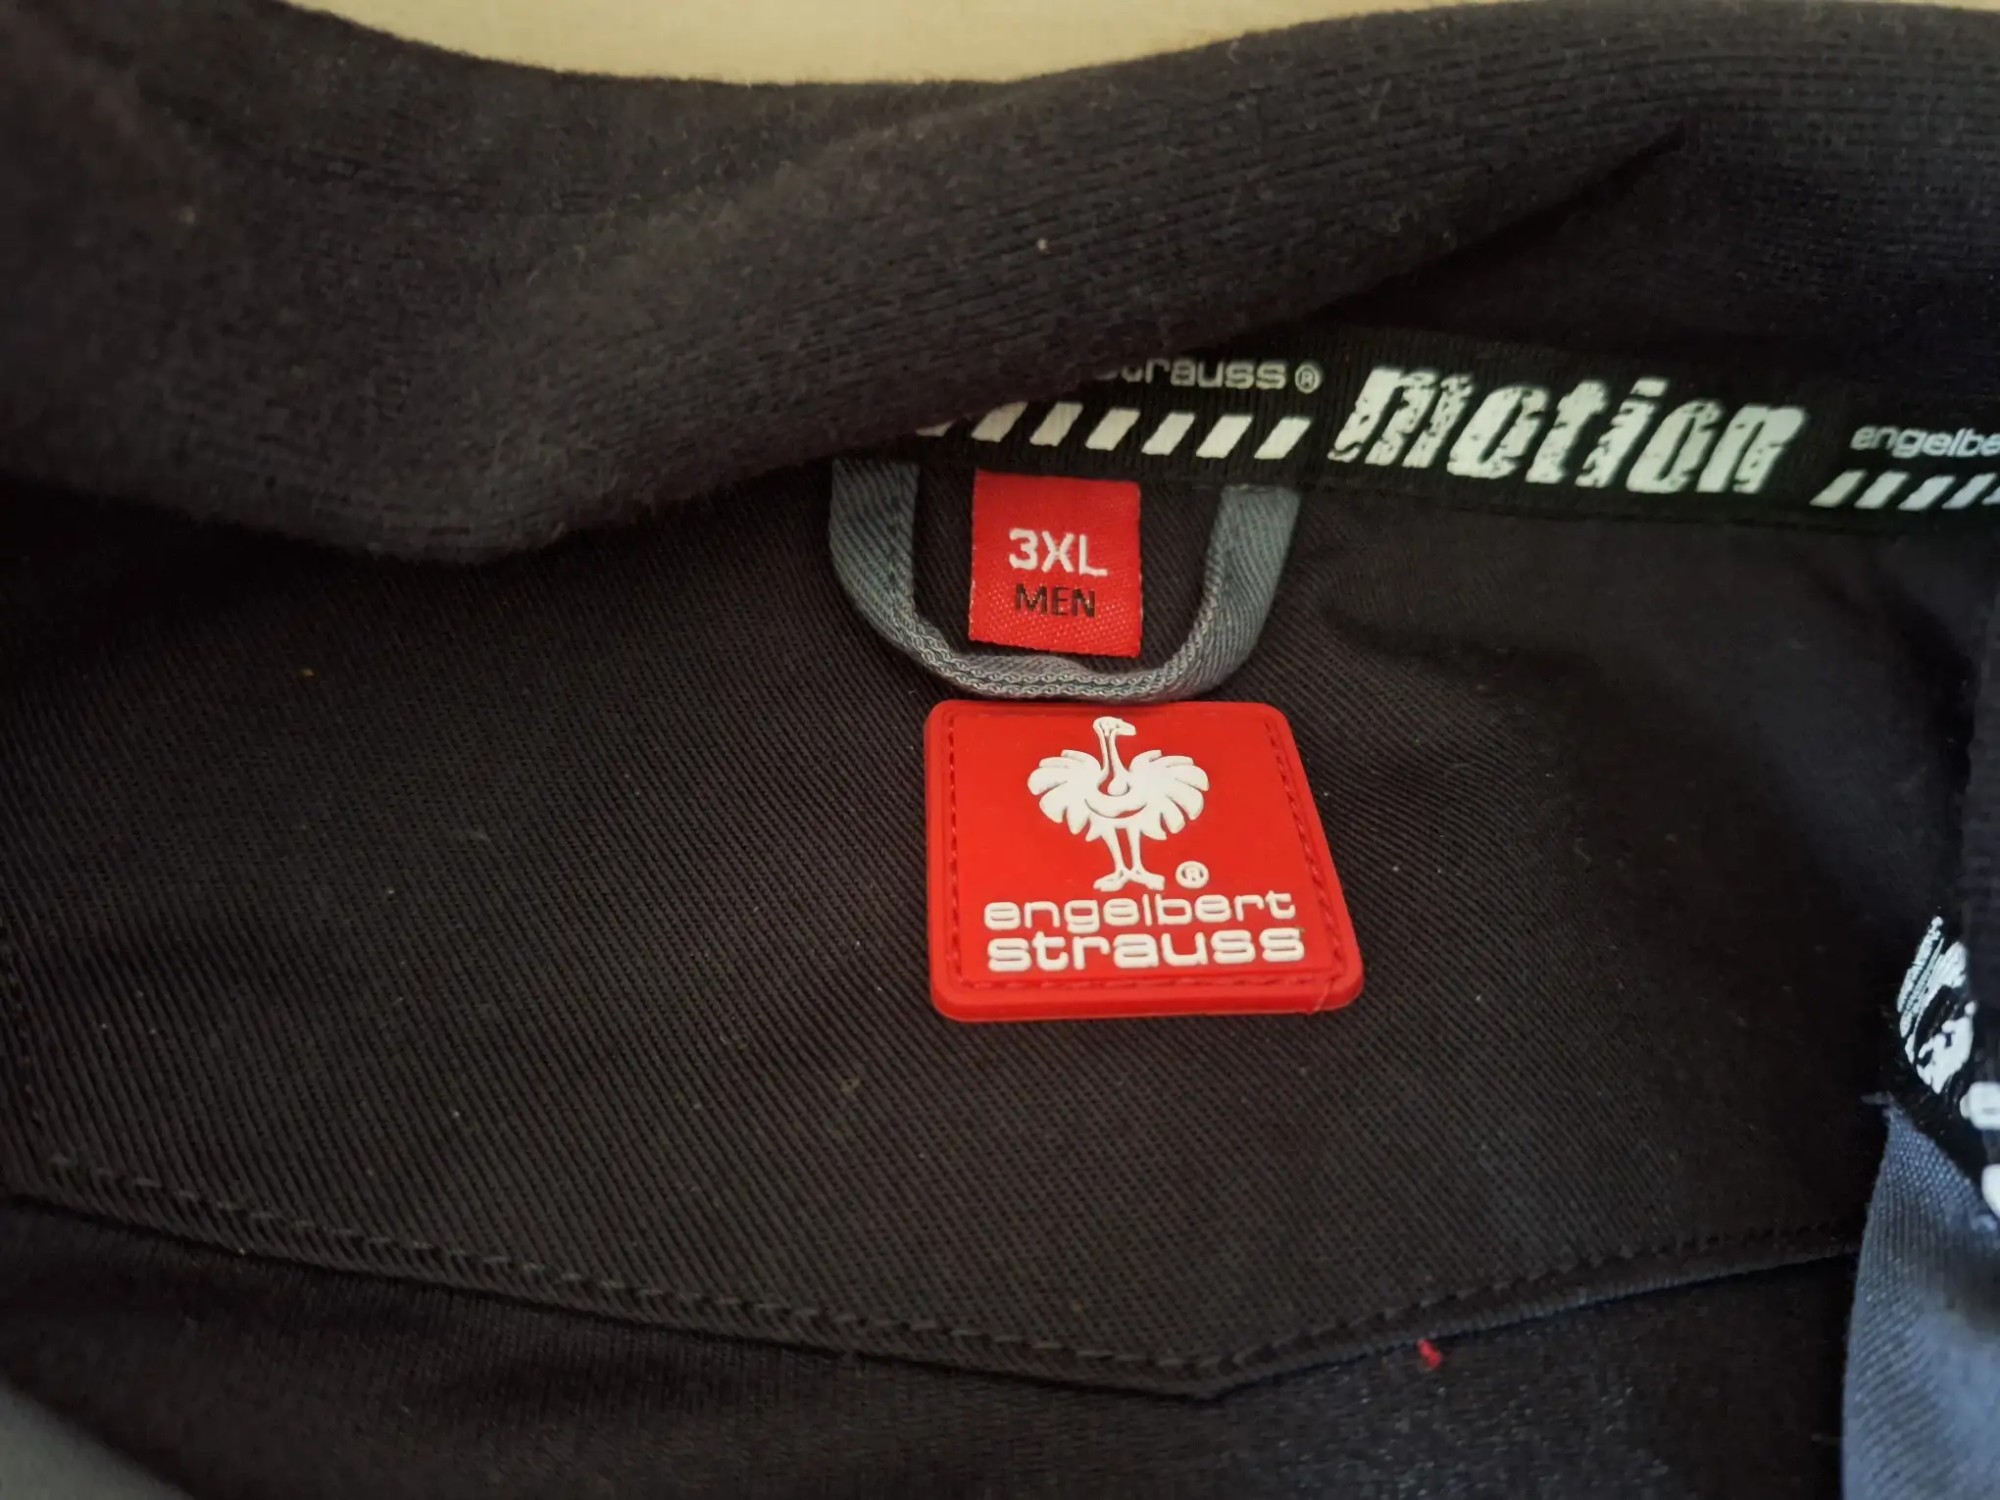 strauss®
motion
engelbe
3XL
MEN
®
engelbert
strauss